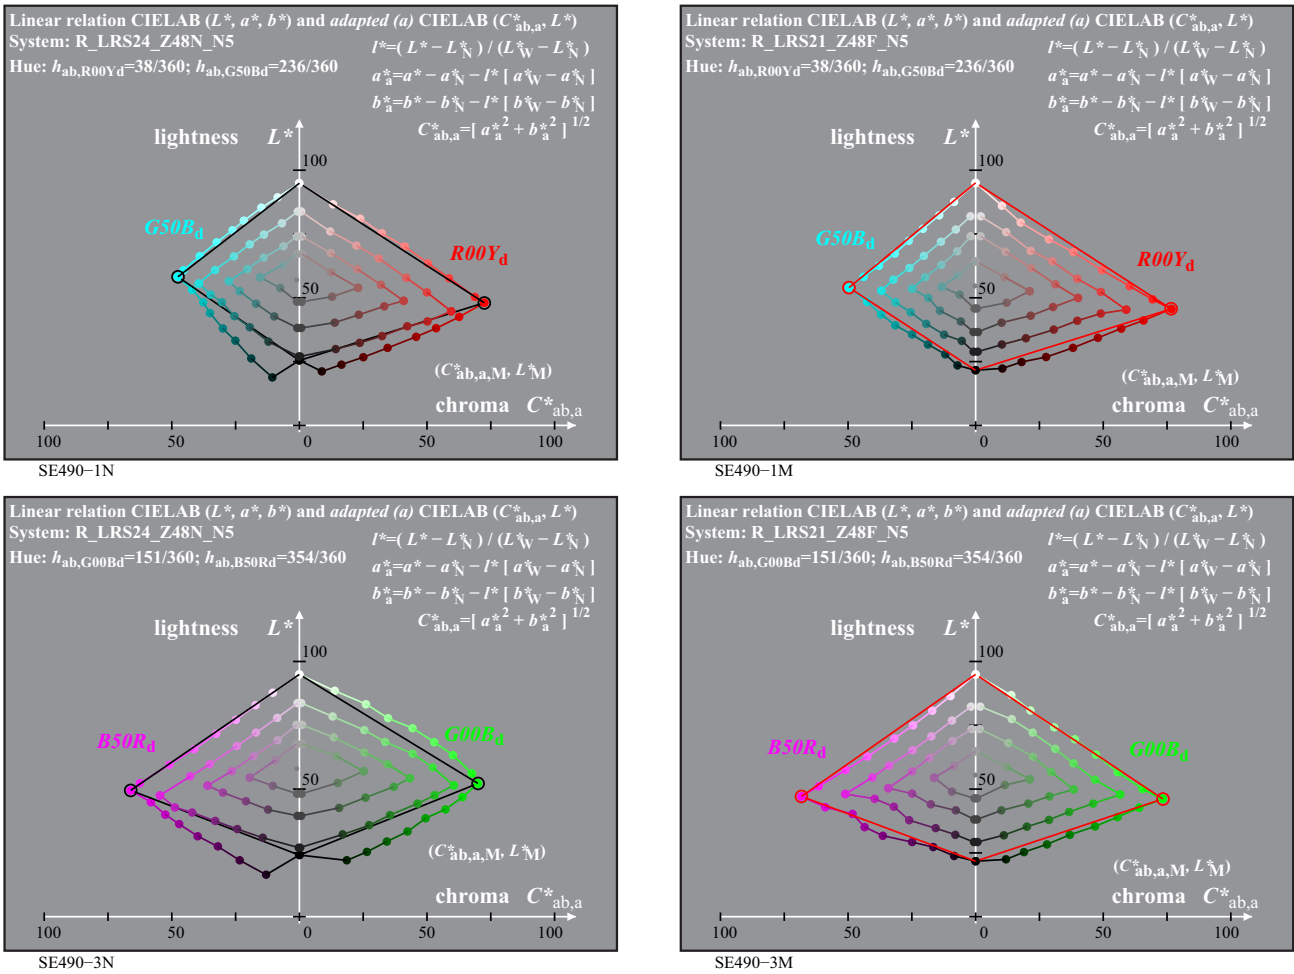 Linear relation CIELAB (L*, a*, b*) and adapted (a) CIELAB (C*ab,a, L*)
System: R_LRS24_Z48N_N5
l*=( L* − L*N ) / (L*W − L*N )
Hue: hab,R00Yd=38/360; hab,G50Bd=236/360
a*a=a* − a*N − l* [ a*W − a*N ]
b*a=b* − b*N − l* [ b*W − b*N ]
C*ab,a=[ a*a2 + b*a2 ] 1/2
lightness L*
100
G50Bd
R00Yd
50
(C*ab,a,M, L*M)
chroma C*ab,a
100 50 0 50 100
SE490−1N
Linear relation CIELAB (L*, a*, b*) and adapted (a) CIELAB (C*ab,a, L*)
System: R_LRS21_Z48F_N5
l*=( L* − L*N ) / (L*W − L*N )
Hue: hab,R00Yd=38/360; hab,G50Bd=236/360
a*a=a* − a*N − l* [ a*W − a*N ]
b*a=b* − b*N − l* [ b*W − b*N ]
C*ab,a=[ a*a2 + b*a2 ] 1/2
lightness L*
100
G50Bd
R00Yd
50
(C*ab,a,M, L*M)
chroma C*ab,a
100 50 0 50 100
SE490−1M
Linear relation CIELAB (L*, a*, b*) and adapted (a) CIELAB (C*ab,a, L*)
System: R_LRS24_Z48N_N5
l*=( L* − L*N ) / (L*W − L*N )
Hue: hab,G00Bd=151/360; hab,B50Rd=354/360
a*a=a* − a*N − l* [ a*W − a*N ]
b*a=b* − b*N − l* [ b*W − b*N ]
C*ab,a=[ a*a2 + b*a2 ] 1/2
lightness L*
100
B50Rd
G00Bd
50
(C*ab,a,M, L*M)
chroma C*ab,a
100 50 0 50 100
SE490−3N
Linear relation CIELAB (L*, a*, b*) and adapted (a) CIELAB (C*ab,a, L*)
System: R_LRS21_Z48F_N5
l*=( L* − L*N ) / (L*W − L*N )
Hue: hab,G00Bd=151/360; hab,B50Rd=354/360
a*a=a* − a*N − l* [ a*W − a*N ]
b*a=b* − b*N − l* [ b*W − b*N ]
C*ab,a=[ a*a2 + b*a2 ] 1/2
lightness L*
100
B50Rd
G00Bd
50
(C*ab,a,M, L*M)
chroma C*ab,a
100 50 0 50 100
SE490−3M